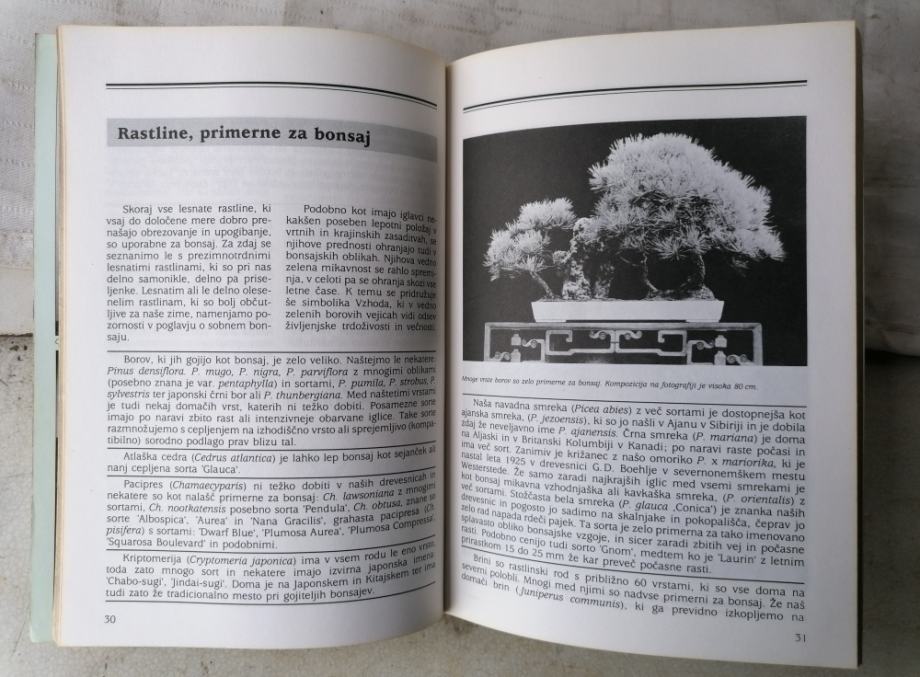 Rastline, primerne za bonsaj
Skoraj vse lesnate rastline, ki
vsaj do določene mere dobro pre-
našajo obrezovanje in upogibanje,
so uporabne za bonsaj. Za zdaj se
seznanimo le s prezimnotrdnimi
lesnatimi rastlinami, ki so pri nas
delno samonikle, delno pa prise-
ljenke. Lesnatim ali le delno olese-
nelim rastlinam, ki so bolj občut-
ljive za naše zime, namenjamo po-
zornosti v poglavju o sobnem bon-
saju.
Podobno kot imajo iglavci ne-
kakšen poseben lepotni položaj v
vrtnih in krajinskih zasaditvah, se
njihove prednosti ohranjajo tudi v
bonsajskih oblikah. Njihova vedno
zelena mikavnost se rahlo spremi-
nja, v celoti pa se ohranja skozi vse
letne čase. K temu se pridružuje
še simbolika Vzhoda, ki v vedno
zelenih borovih vejicah vidi odsev
življenjske trdoživosti in večnosti.
Borov, ki jih gojijo kot bonsaj, je zelo veliko. Naštejmo le nekatere:
Pinus densiflora. P. mugo, P. nigra, P. parviflora z mnogimi oblikami
(posebno znana je var. pentaphylla) in sortami, P. pumila, P. strobus, P.
sylvestris ter japonski črni bor ali P. thunbergiana. Med naštetimi vrstami
je tudi nekaj domačih vrst, katerih ni težko dobiti. Posamezne sorte
imajo po naravi zbito rast ali intenzivneje obarvane iglice. Take sorte
razmnožujemo s cepljenjem na izhodiščno vrsto ali sprejemljivo (kompa-
tibilno) sorodno podlago prav blizu tal.
Atlaška cedra (Cedrus atlantica) je lahko lep bonsaj kot sejanček ali
nanj cepljena sorta 'Glauca'.
Pacipres (Chamaecyparis) ni težko dobiti v naših drevesnicah in
nekatere so kot nalašč primerne za bonsaj: Ch. lawsoniana z mnogimi
sortami, Ch. nootkatensis posebno sorta 'Pendula', Ch. obtusa, znane so
sorte 'Albospica', 'Aurea' in 'Nana Gracilis', grahasta pacipresa (Ch.
pisifera) s sortami: 'Dwarf Blue', 'Plumosa Aurea', 'Plumosa Compressa',
'Squarosa Boulevard' in podobnimi.
Kriptomerija (Cryptomeria japonica) ima v vsem rodu le eno vrsto,
toda zato mnogo sort in nekatere imajo izvirna japonska imena:
'Chabo-sugi', 'Jindai-sugi'. Doma je na Japonskem in Kitajskem ter ima
tudi zato že tradicionalno mesto pri gojiteljih bonsajev.
30
Mnoge vrste borov so zelo primerne za bonsaj. Kompozicija na fotografiji je visoka 80 cm.
Naša navadna smreka (Picea abies) z več sortami je dostopnejša kot
ajanska smreka, (P. jezoensis), ki so jo našli v Ajanu v Sibiriji in je dobila
zdaj že neveljavno ime P. ajanensis. Črna smreka (P. mariana) je doma
na Aljaski in v Britanski Kolumbiji v Kanadi; po naravi raste počasi in
ima več sort. Zanimiv je križanec z našo omoriko P. x mariorika, ki je
nastal leta 1925 v drevesnici G.D. Boehlje v severnonemškem mestu
Westerstede. Že samo zaradi najkrajših iglic med vsemi smrekami je
kot bonsaj mikavna vzhodnjaška ali kavkaška smreka, (P. orientalis) z
več sortami. Stožčasta bela smreka (P. glauca ‚Conica') je znanka naših
drevesnic in pogosto jo sadimo na skalnjake in pokopališča, čeprav jo
zelo rad napada rdeči pajek. Ta sorta je zelo primerna za tako imenovano
splavasto obliko bonsajske vzgoje, in sicer zaradi zbitih vej in počasne
rasti. Podobno cenijo tudi sorto 'Gnom', medtem ko je 'Laurin' z letnim
prirastkom 15 do 25 mm že kar preveč počasne rasti.
Brini so rastlinski rod s približno 60 vrstami, ki so vse doma na
severni polobli. Mnogi med njimi so nadvse primerni za bonsaj. Že naš
domači brin (Juniperus communis), ki ga previdno izkopljemo na
31